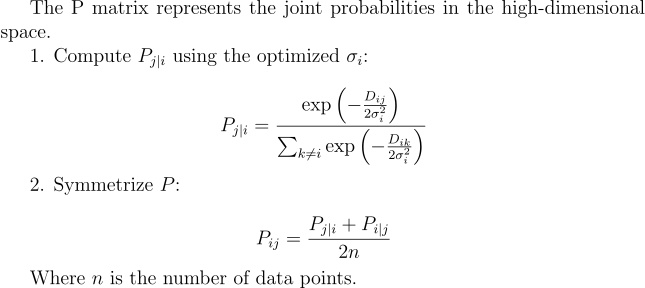 The P matrix represents the joint probabilities in the high-dimensional
space.
1. Compute $P_{j|i}$ using the optimized $\sigma_i$:
$$P_{j|i} = \frac{\exp\left(-\frac{D_{ij}}{2\sigma_i^2}\right)}{\sum_{k \neq i} \exp\left(-\frac{D_{ik}}{2\sigma_i^2}\right)}$$
2. Symmetrize $P$:
$$P_{ij} = \frac{P_{j|i} + P_{i|j}}{2n}$$
Where $n$ is the number of data points.